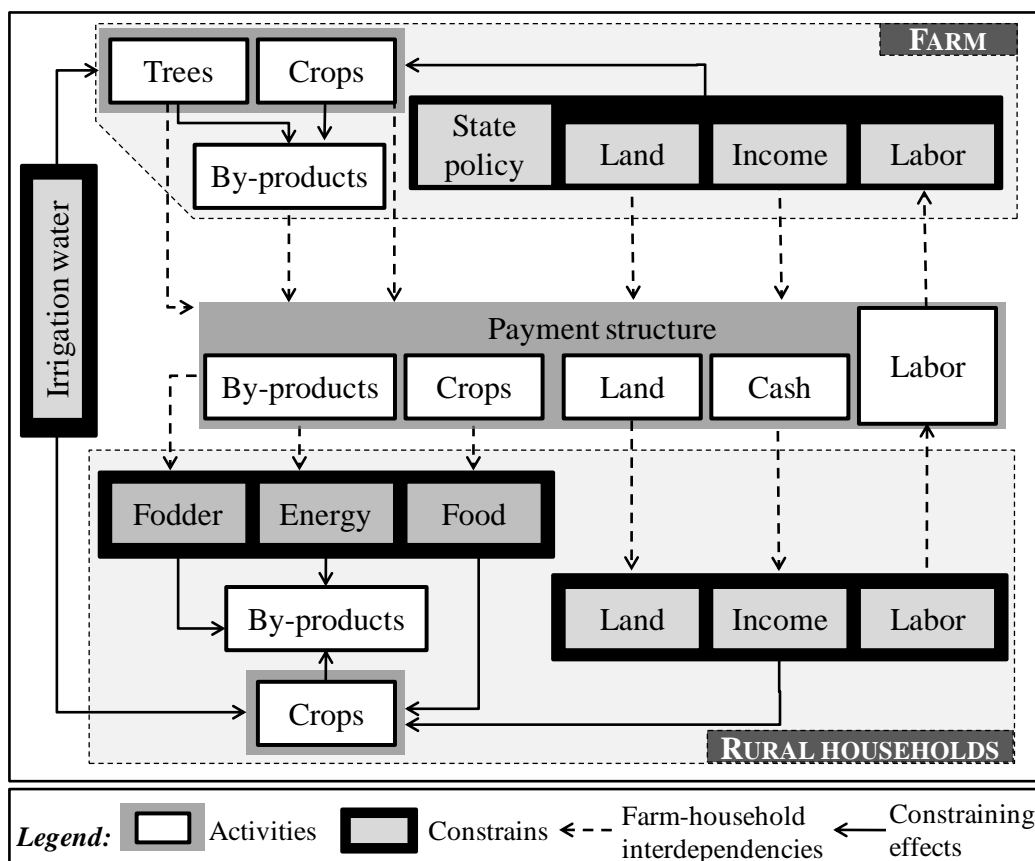 FARM
Trees
Crops
State
policy
Land
Income
Labor
By-products
Irrigation water
Payment structure
By-products
Crops
Land
Cash
Labor
Fodder
Energy
Food
By-products
Land
Income
Labor
Crops
RURAL HOUSEHOLDS
Legend:
Activities
Constrains
Farm-household
interdependencies
Constraining
effects